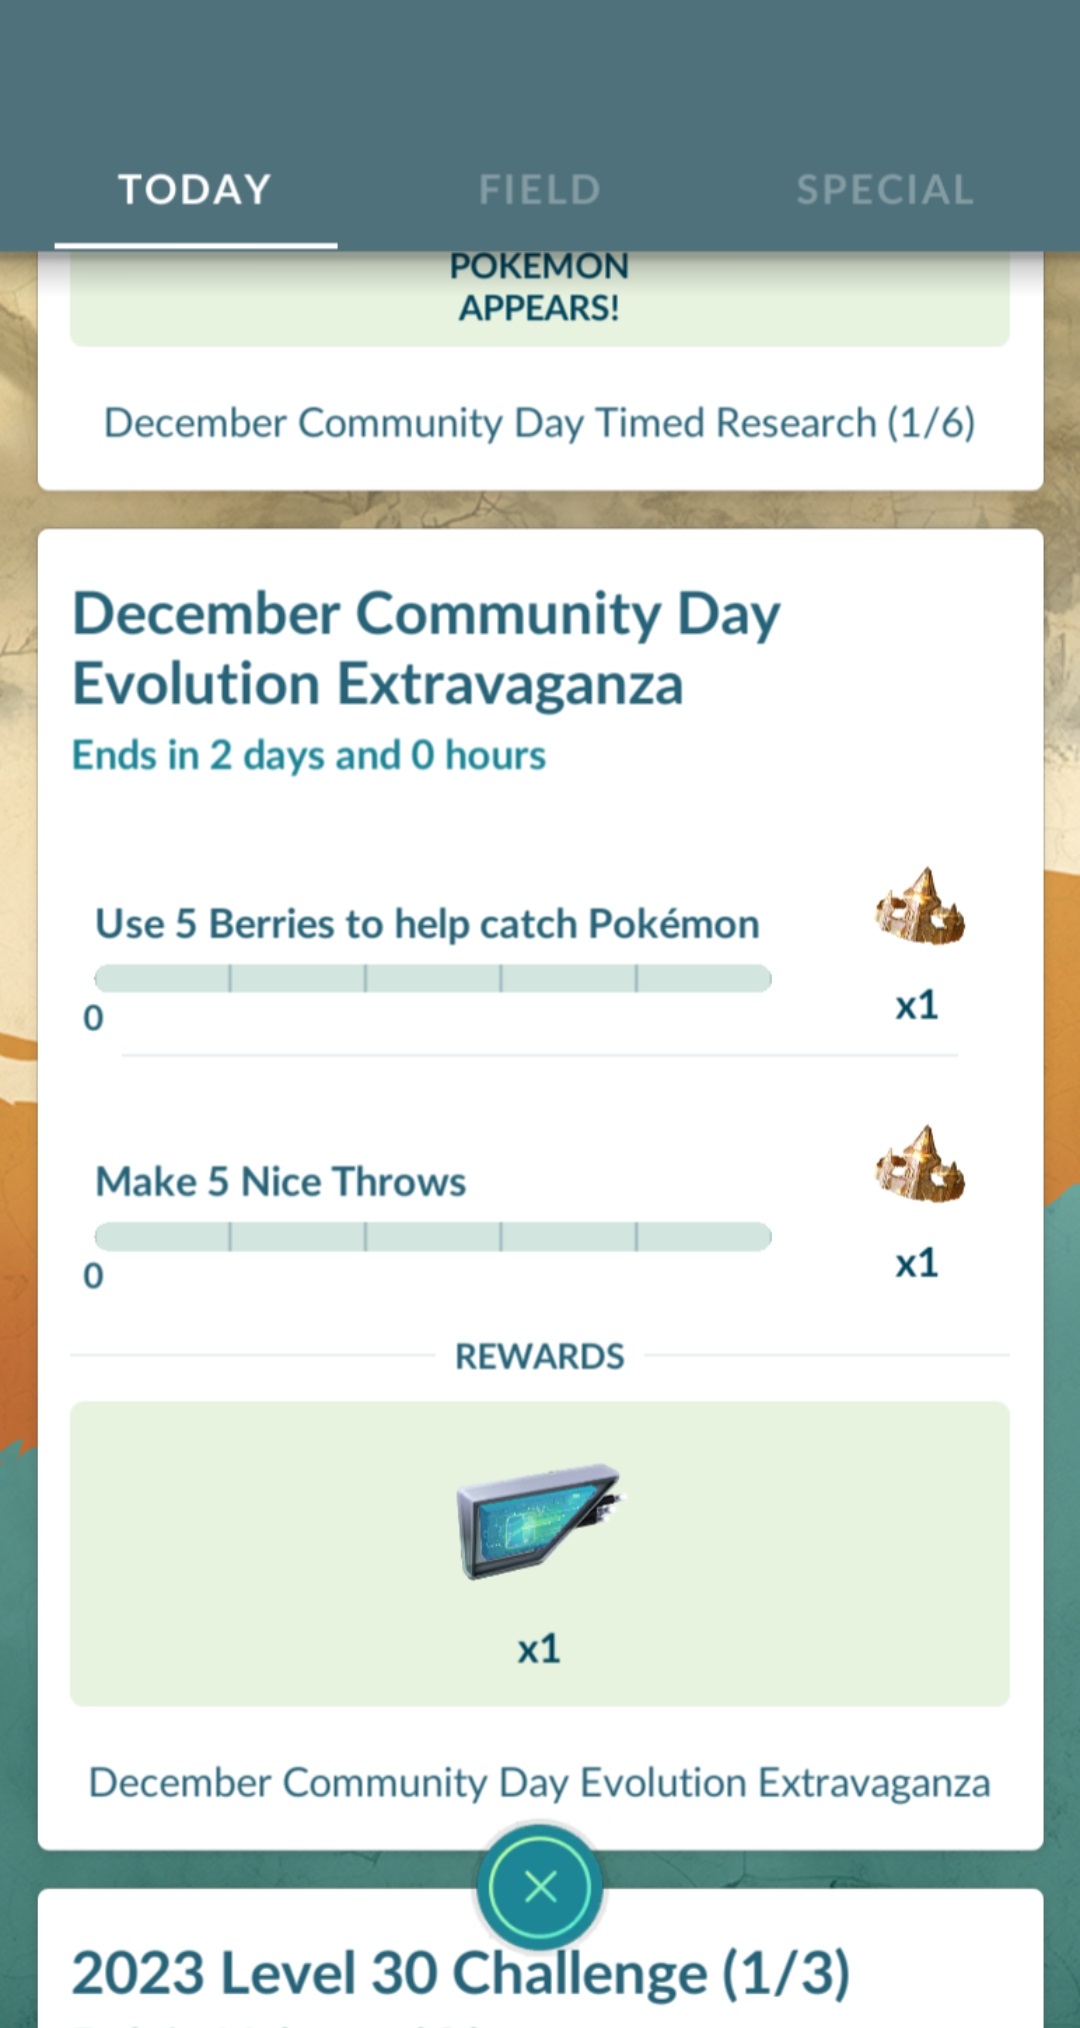 TODAY
FIELD
SPECIAL
POKÉMON
APPEARS!
December Community Day Timed Research (1/6)
December Community Day
Evolution Extravaganza
Ends in 2 days and 0 hours
Use 5 Berries to help catch Pokémon
0
x1
Make 5 Nice Throws
0
x1
REWARDS
x1
December Community Day Evolution Extravaganza
2023 Level 30 Challenge (1/3)